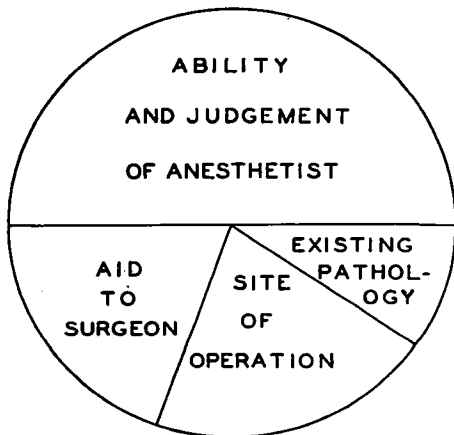 ABILITY
AND JUDGEMENT
OF ANESTHETIST
EXISTING
PATHOL-
OGY
AID
TO
SURGEON
SITE
OF
OPERATION